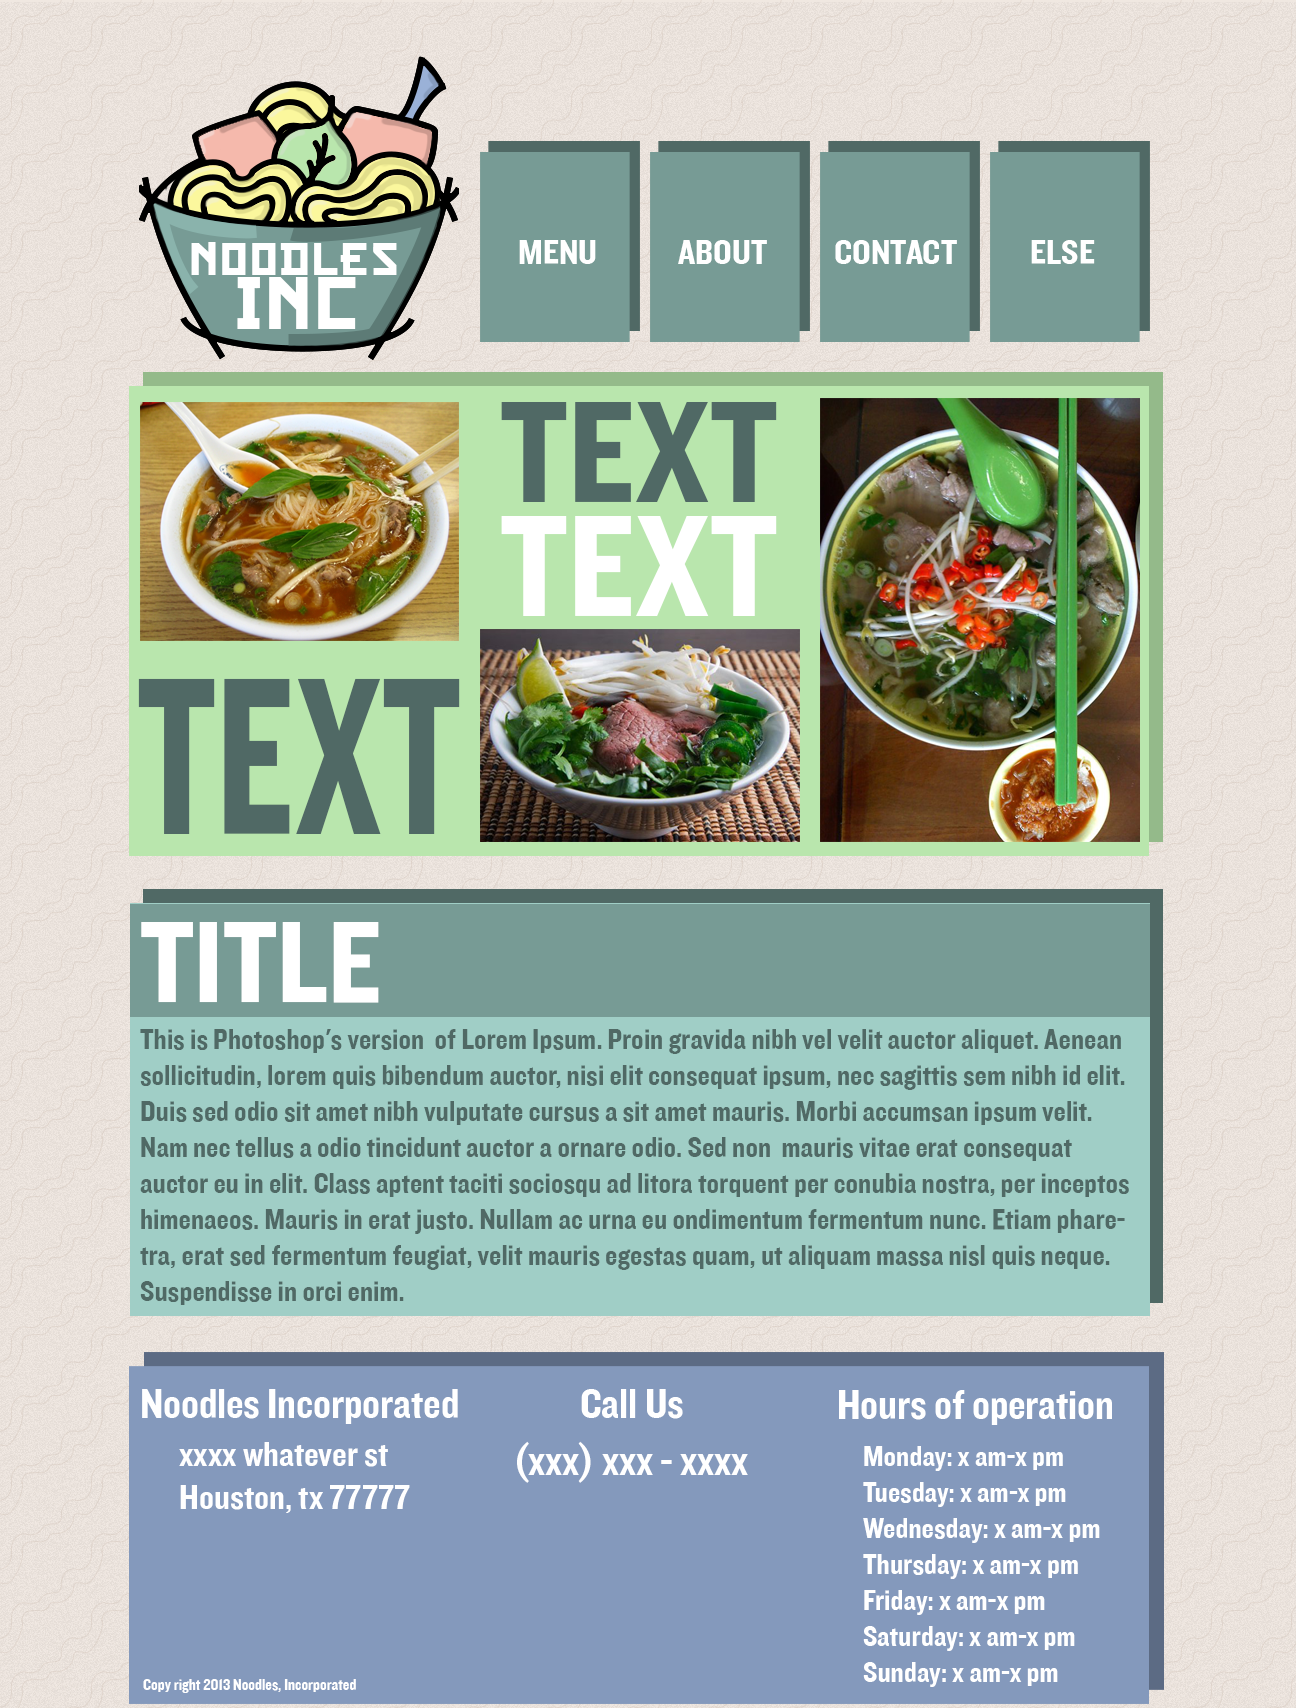 NOODLES
INC
MENU
ABOUT
CONTACT
ELSE
TEXT
TEXT
TEXT
TITLE
This is Photoshop's version  of Lorem Ipsum. Proin gravida nibh vel velit auctor aliquet. Aenean
sollicitudin, lorem quis bibendum auctor, nisi elit consequat ipsum, nec sagittis sem nibh id elit.
Duis sed odio sit amet nibh vulputate cursus a sit amet mauris. Morbi accumsan ipsum velit.
Nam nec tellus a odio tincidunt auctor a ornare odio. Sed non  mauris vitae erat consequat
auctor eu in elit. Class aptent taciti sociosqu ad litora torquent per conubia nostra, per inceptos
himenaeos. Mauris in erat justo. Nullam ac urna eu ondimentum fermentum nunc. Etiam phare-
tra, erat sed fermentum feugiat, velit mauris egestas quam, ut aliquam massa nisl quis neque.
Suspendisse in orci enim.
Noodles Incorporated
xxxx whatever st
Houston, tx 77777
Call Us
(xxx) xxx - xxxx
Hours of operation
Monday: x am-x pm
Tuesday: x am-x pm
Wednesday: x am-x pm
Thursday: x am-x pm
Friday: x am-x pm
Saturday: x am-x pm
Sunday: x am-x pm
Copy right 2013 Noodles, Incorporated